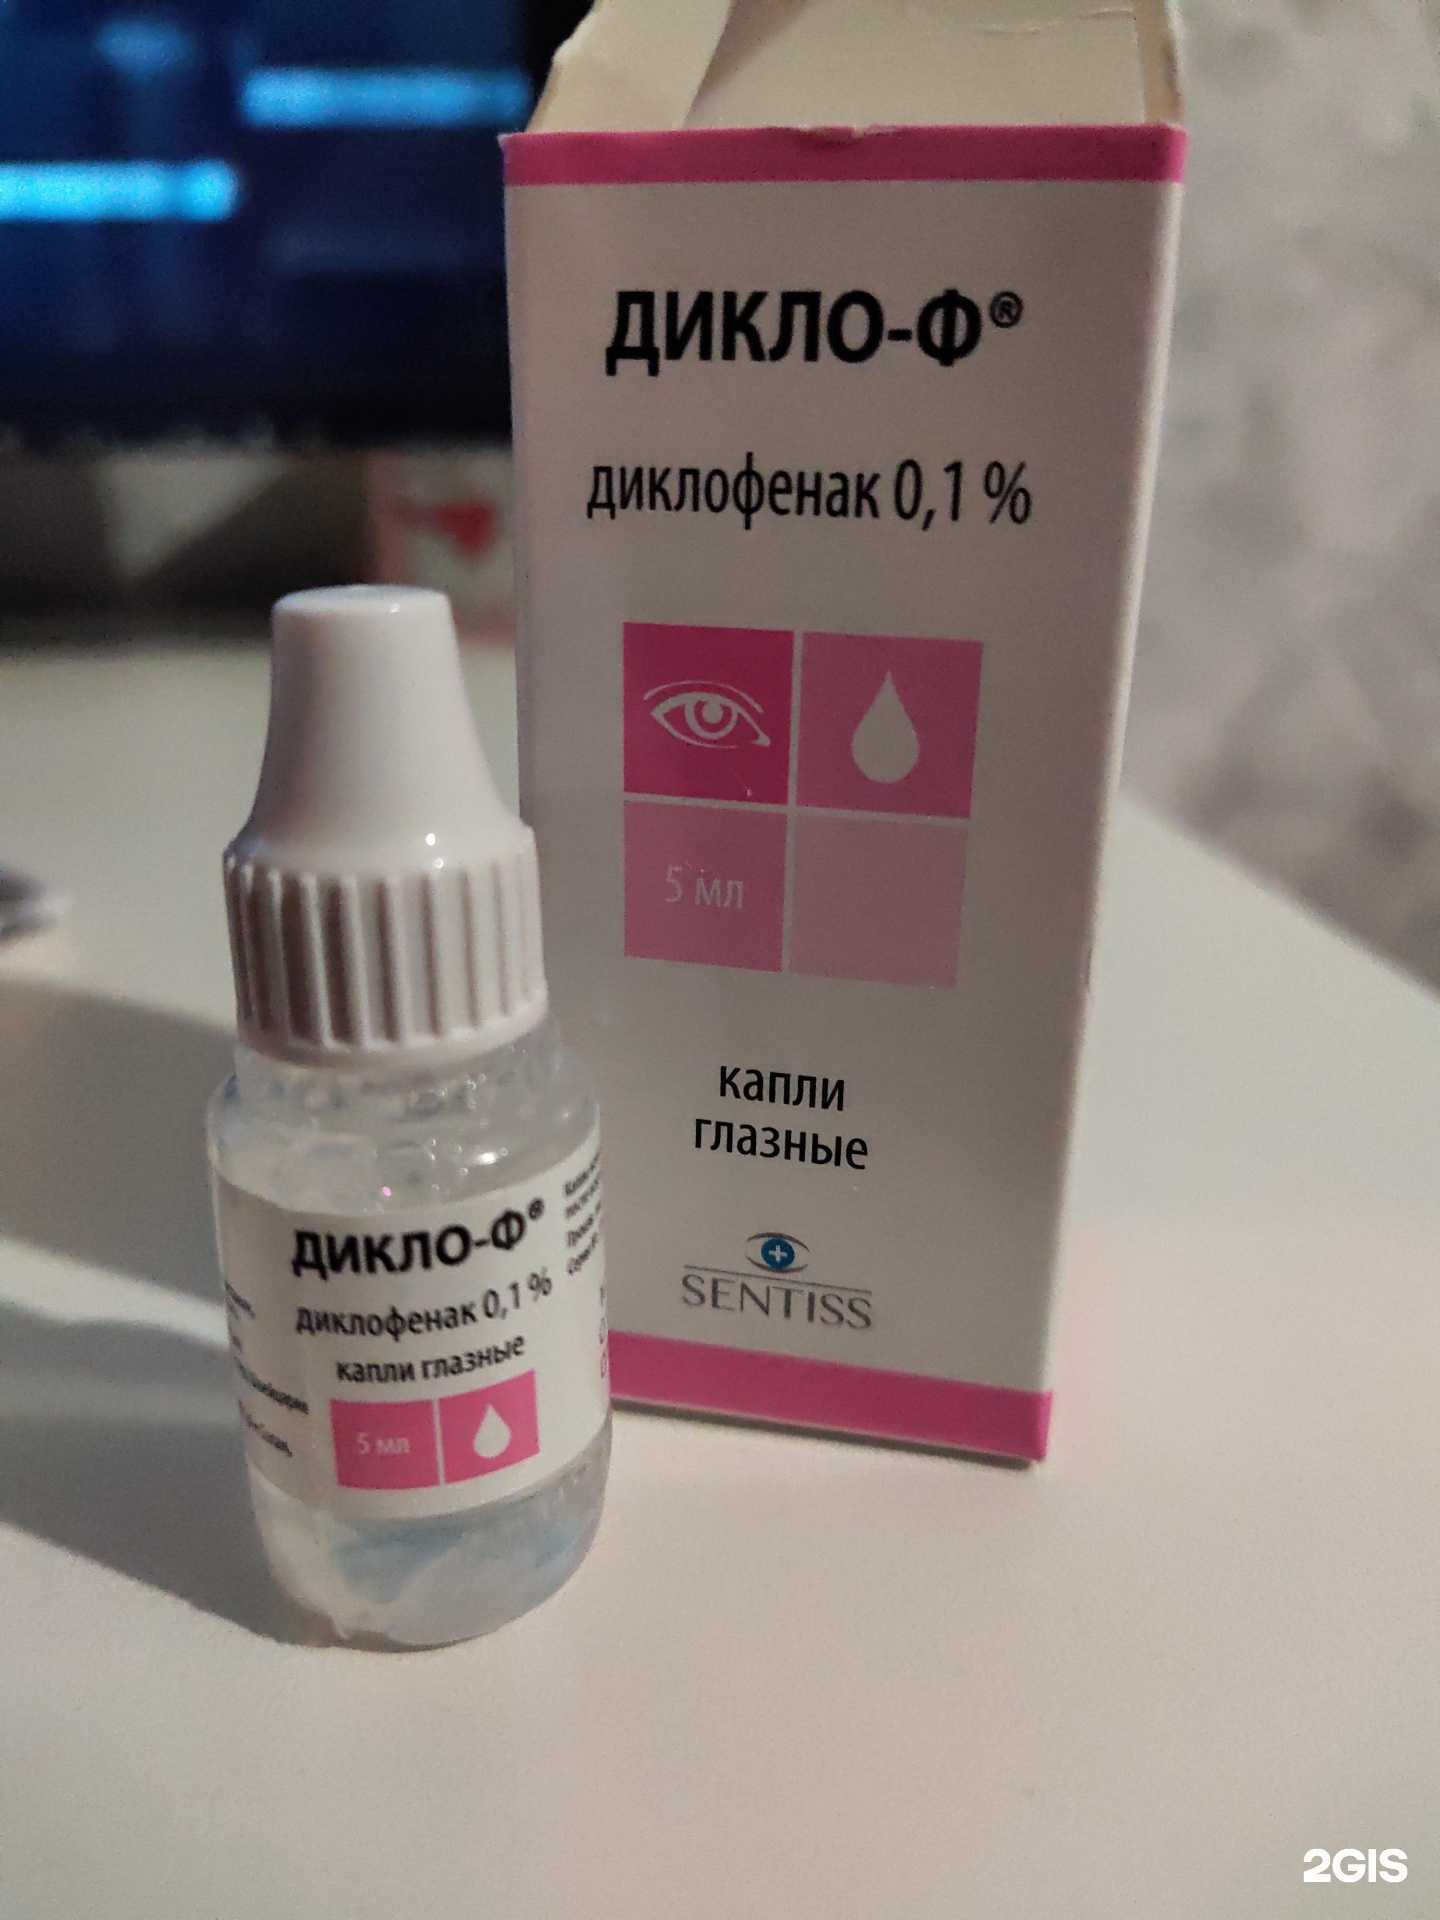 ДИКЛО-Ф®
диклофенак 0,1 %
5 мл
капли
глазные
SENTISS
ДИКЛО-Ф®
диклофенак 0,1 %
капли глазные
5 мл
2GIS